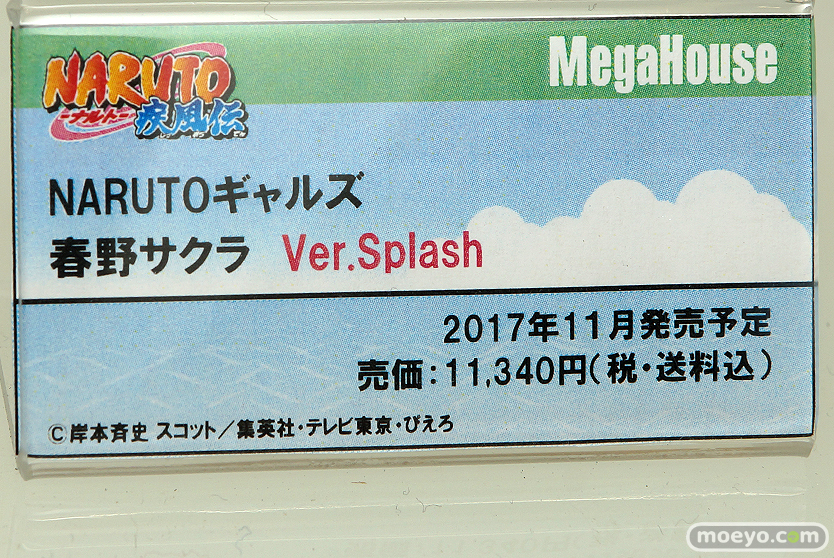 MegaHouse
NARUTO
-ナルト-
疾風伝
NARUTOギャルズ
春野サクラ Ver.Splash
2017年11月発売予定
売価：11,340円（税・送料込）
©岸本斉史 スコット／集英社・テレビ東京・ぴえろ
moeyo.com